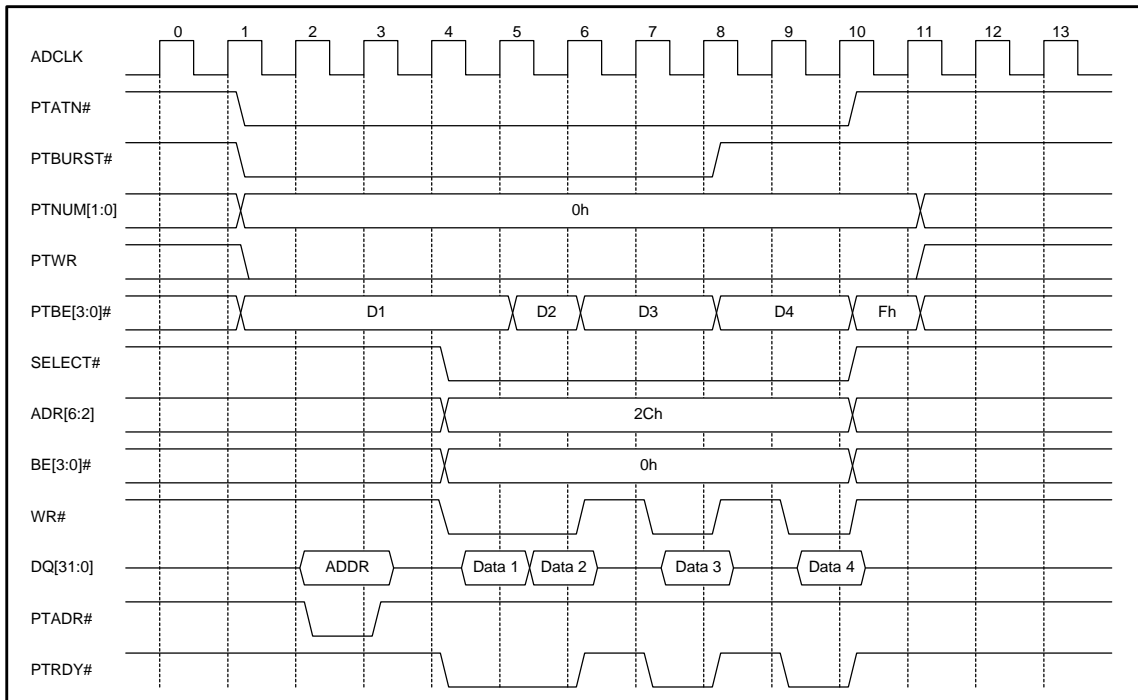 0 1 2 3 4 5 6 7 8 9 10 11 12 13
ADCLK
PTATN#
PTBURST#
PTNUM[1:0] 0h
PTWR
PTBE[3:0]# D1 D2 D3 D4 Fh
SELECT#
ADR[6:2] 2Ch
BE[3:0]# 0h
WR#
DQ[31:0] ADDR Data 1 Data 2 Data 3 Data 4
PTADR#
PTRDY#